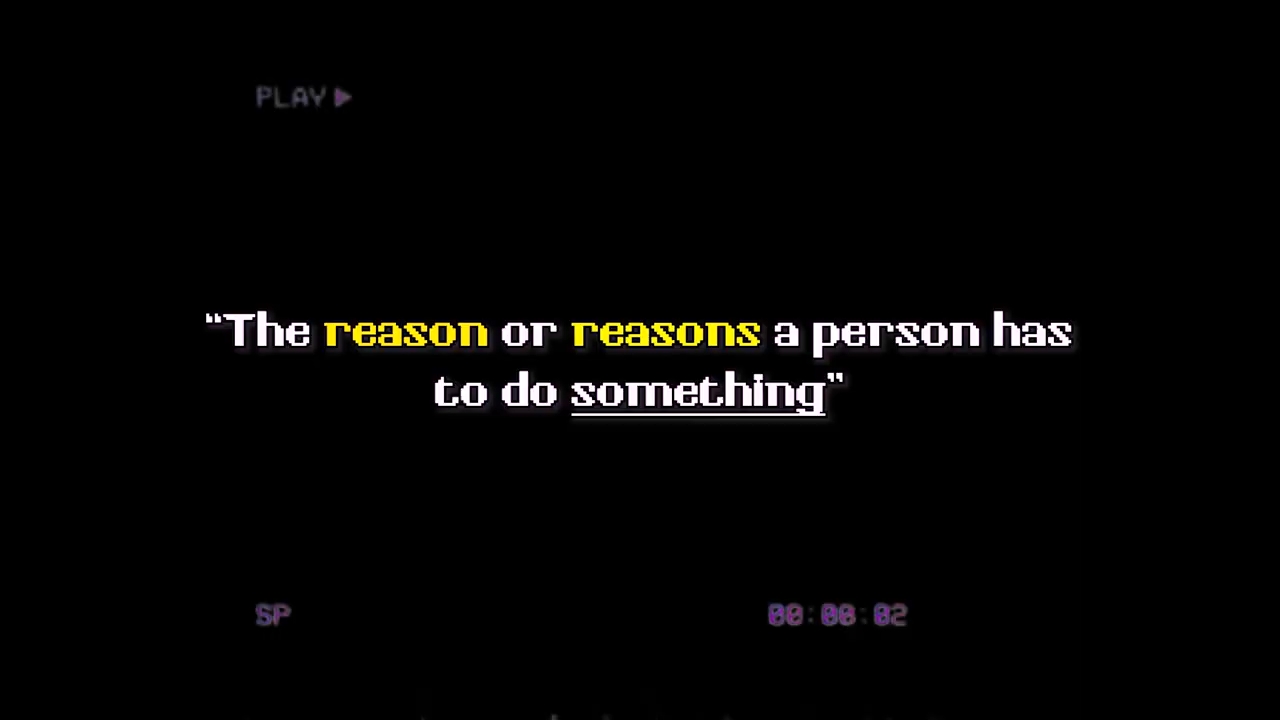 PLAY ▶
“The reason or reasons a person has
to do something”
SP
00:00:02